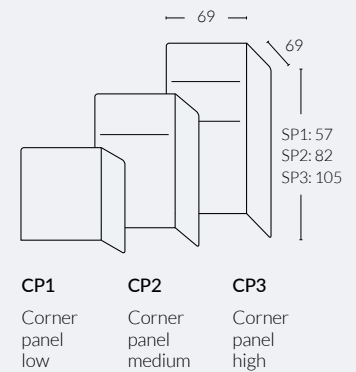 69
69
SP1: 57
SP2: 82
SP3: 105
CP1
Corner
panel
low
CP2
Corner
panel
medium
CP3
Corner
panel
high